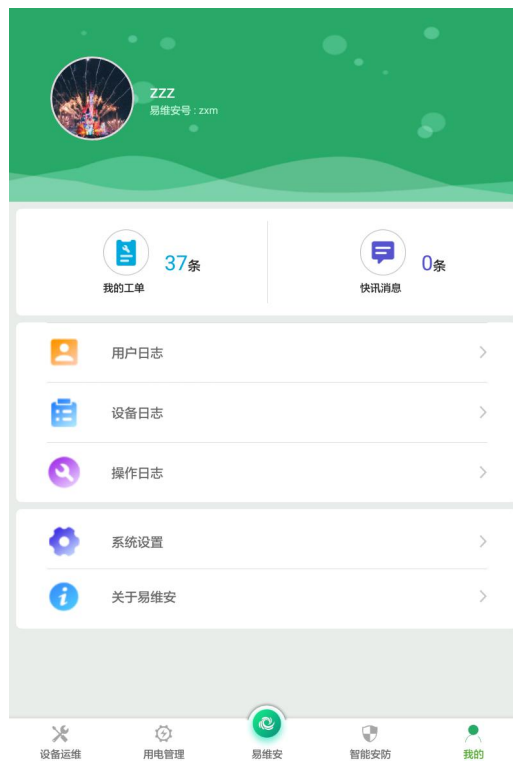 zzz
易维安号 : zxm
37条
我的工单
0条
快讯消息
用户日志
设备日志
操作日志
系统设置
关于易维安
设备运维
用电管理
易维安
智能安防
我的